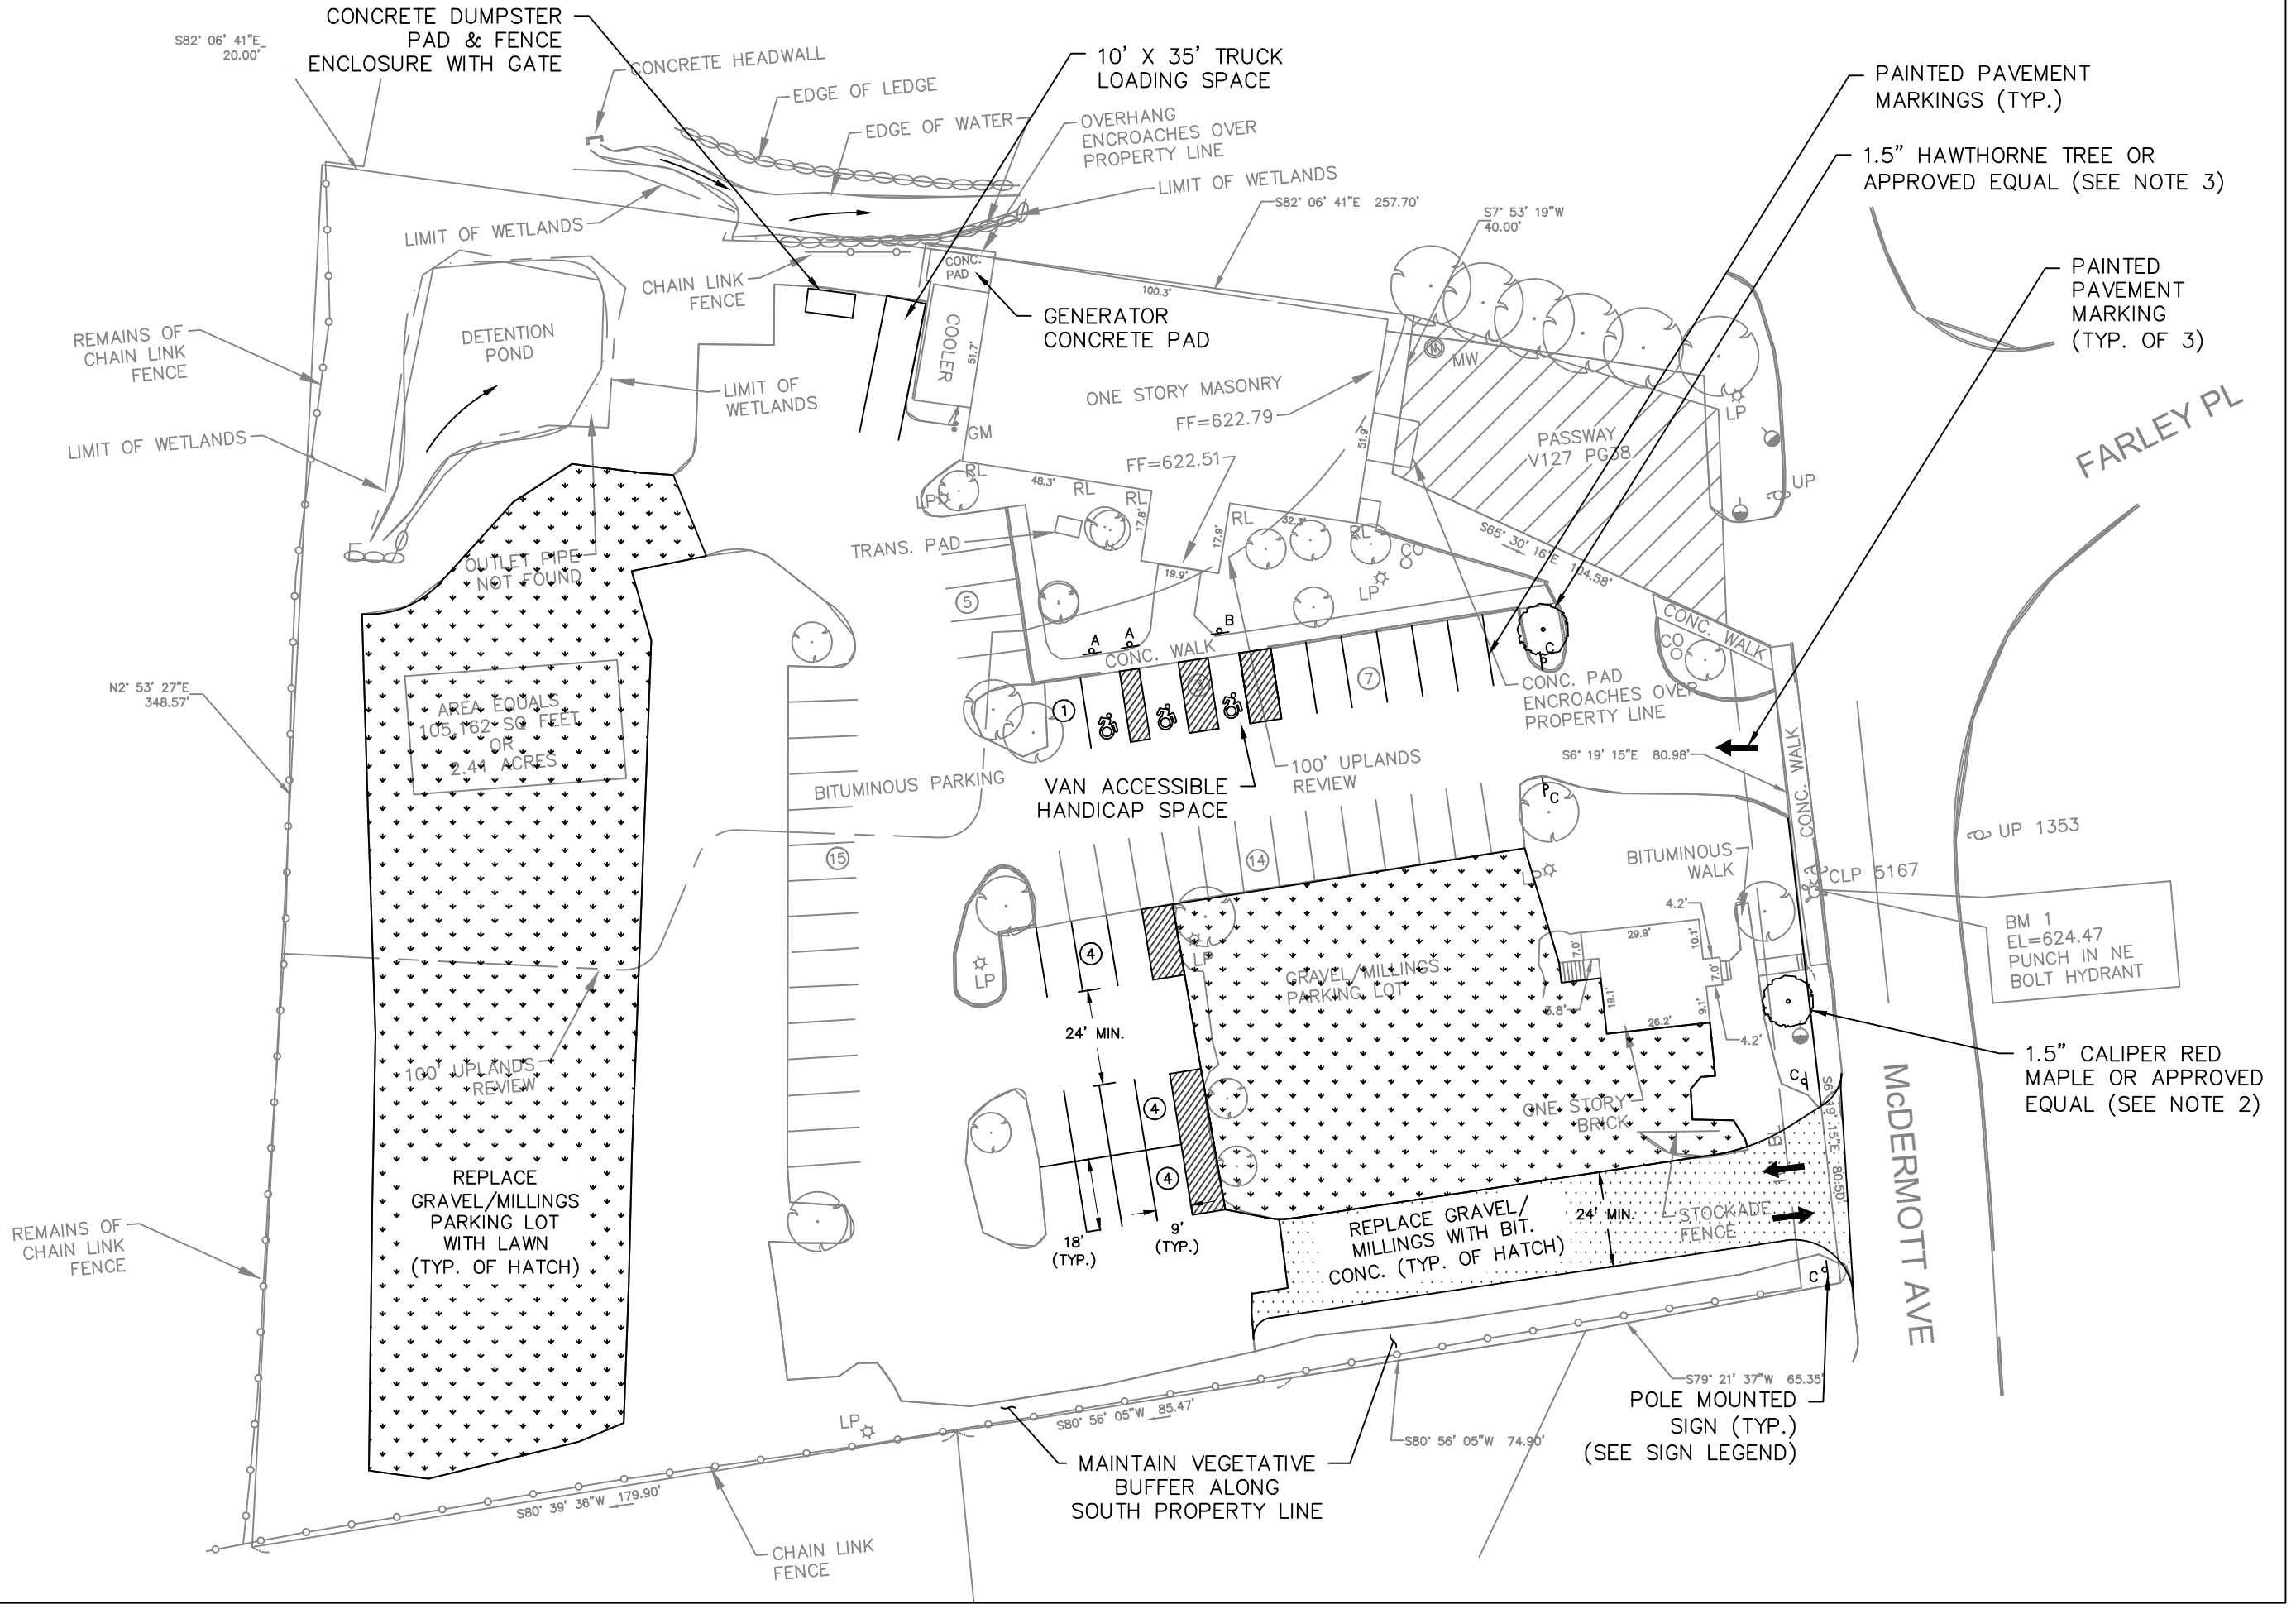 CONCRETE DUMPSTER
PAD & FENCE
ENCLOSURE WITH GATE
S82° 06' 41"E
20.00'
CONCRETE HEADWALL
EDGE OF LEDGE
EDGE OF WATER
10' X 35' TRUCK
LOADING SPACE
OVERHANG
ENCROACHES OVER
PROPERTY LINE
LIMIT OF WETLANDS
S82° 06' 41"E 257.70'
S7° 53' 19"W
40.00'
PAINTED PAVEMENT
MARKINGS (TYP.)
1.5" HAWTHORNE TREE OR
APPROVED EQUAL (SEE NOTE 3)
PAINTED
PAVEMENT
MARKING
(TYP. OF 3)
FARLEY PL
LIMIT OF WETLANDS
CHAIN LINK
FENCE
CONC.
PAD
100.3'
GENERATOR
CONCRETE PAD
COOLER
51.7'
REMAINS OF
CHAIN LINK
FENCE
DETENTION
POND
LIMIT OF
WETLANDS
LIMIT OF WETLANDS
ONE STORY MASONRY
FF=622.79
FF=622.51
51.9'
MW
LP
PASSWAY
V127 PG38
UP
GM
RL
LP
48.3'
RL
RL
17.8'
17.9'
RL
32.3'
RL
CO
LP
19.9'
TRANS. PAD
S65° 30' 16"E 104.58'
OUTLET PIPE
NOT FOUND
5
A
A
B
CONC. WALK
C
CONC. WALK
CO
N2° 53' 27"E
348.57'
AREA EQUALS
105,162 SQ FEET
OR
2.41 ACRES
1
3
7
CONC. PAD
ENCROACHES OVER
PROPERTY LINE
S6° 19' 15"E 80.98'
CONC. WALK
BITUMINOUS PARKING
VAN ACCESSIBLE
HANDICAP SPACE
100' UPLANDS
REVIEW
C
15
14
BITUMINOUS
WALK
LP
UP 1353
CLP 5167
BM 1
EL=624.47
PUNCH IN NE
BOLT HYDRANT
4.2'
29.9'
10.1'
7.0'
7.0'
4
LP
LP
GRAVEL/MILLINGS
PARKING LOT
3.8'
19.1'
26.2'
9.1'
4.2'
24' MIN.
100' UPLANDS
REVIEW
1.5" CALIPER RED
MAPLE OR APPROVED
EQUAL (SEE NOTE 2)
C
4
ONE STORY
BRICK
McDERMOTT AVE
S6° 19' 15"E 80.50'
REPLACE
GRAVEL/MILLINGS
PARKING LOT
WITH LAWN
(TYP. OF HATCH)
4
18'
(TYP.)
9'
(TYP.)
REPLACE GRAVEL/
MILLINGS WITH BIT.
CONC. (TYP. OF HATCH)
24' MIN.
STOCKADE
FENCE
C
REMAINS OF
CHAIN LINK
FENCE
S79° 21' 37"W 65.35'
POLE MOUNTED
SIGN (TYP.)
(SEE SIGN LEGEND)
LP
S80° 56' 05"W 85.47'
S80° 56' 05"W 74.90'
MAINTAIN VEGETATIVE
BUFFER ALONG
SOUTH PROPERTY LINE
S80° 39' 36"W 179.90'
CHAIN LINK
FENCE